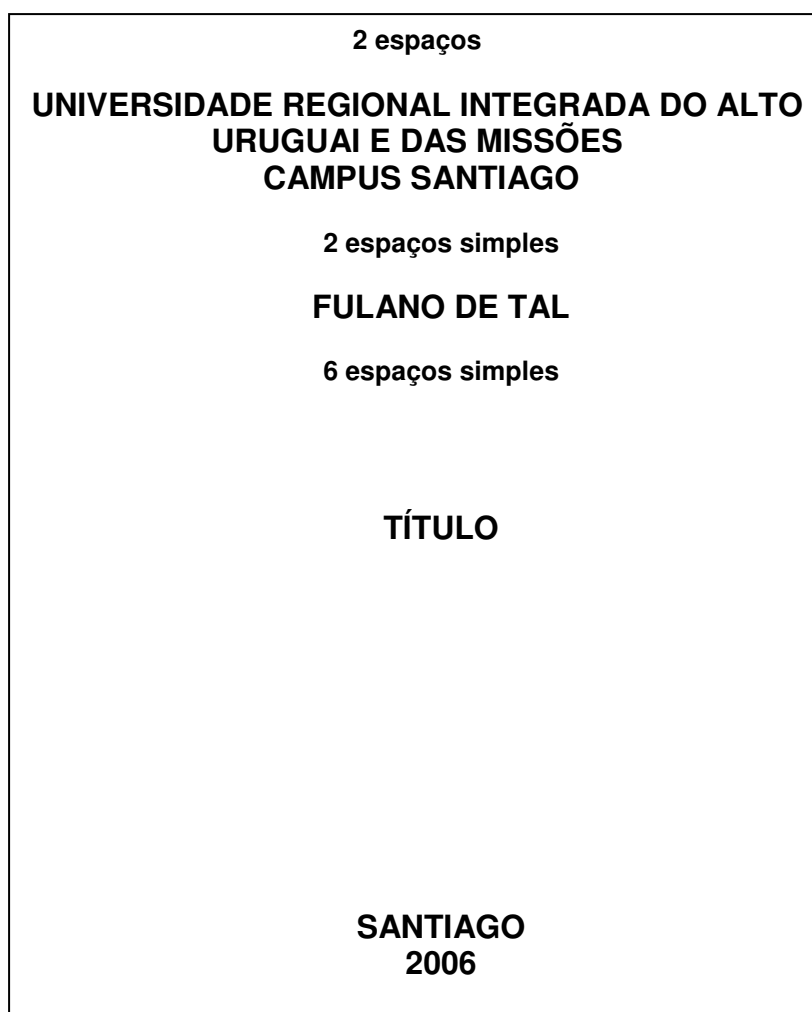 2 espaços
UNIVERSIDADE REGIONAL INTEGRADA DO ALTO
URUGUAI E DAS MISSÕES
CAMPUS SANTIAGO
2 espaços simples
FULANO DE TAL
6 espaços simples
TÍTULO
SANTIAGO
2006